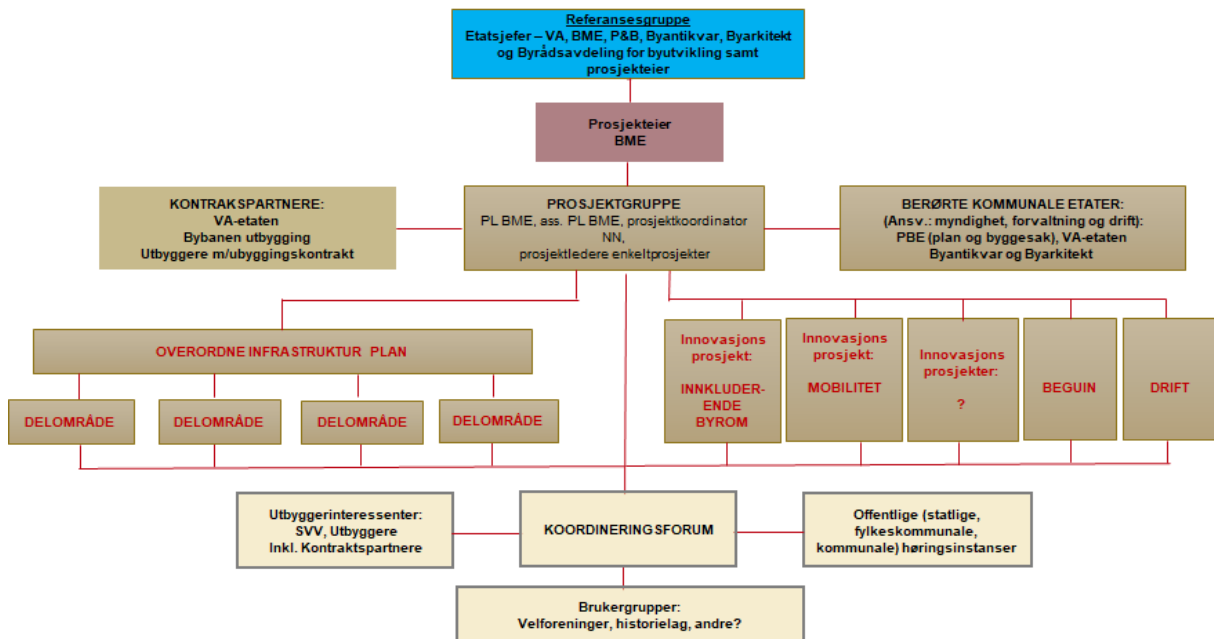 Referansesgruppe
Etatsjefer – VA, BME, P&B, Byantikvar, Byarkitekt
og Byrådsavdeling for byutvikling samt
prosjekteier
Prosjekteier
BME
KONTRAKSPARTNERE:
VA-etaten
Bybanen utbygging
Utbyggere m/ubyggingskontrakt
PROSJEKTGRUPPE
PL BME, ass. PL BME, prosjektkoordinator
NN,
prosjektledere enkeltprosjekter
BERØRTE KOMMUNALE ETATER:
(Ansv.: myndighet, forvaltning og drift):
PBE (plan og byggesak), VA-etaten
Byantikvar og Byarkitekt
OVERORDNE INFRASTRUKTUR PLAN
DELOMRÅDE
DELOMRÅDE
DELOMRÅDE
DELOMRÅDE
Innovasjons
prosjekt:
INNKLUDER-
ENDE
BYROM
Innovasjons
prosjekt:
MOBILITET
Innovasjons
prosjekter:
?
BEGUIN
DRIFT
Utbyggerinteressenter:
SVV, Utbyggere
Inkl. Kontraktspartnere
KOORDINERINGSFORUM
Offentlige (statlige,
fylkeskommunale,
kommunale) høringsinstanser
Brukergrupper:
Velforeninger, historielag, andre?